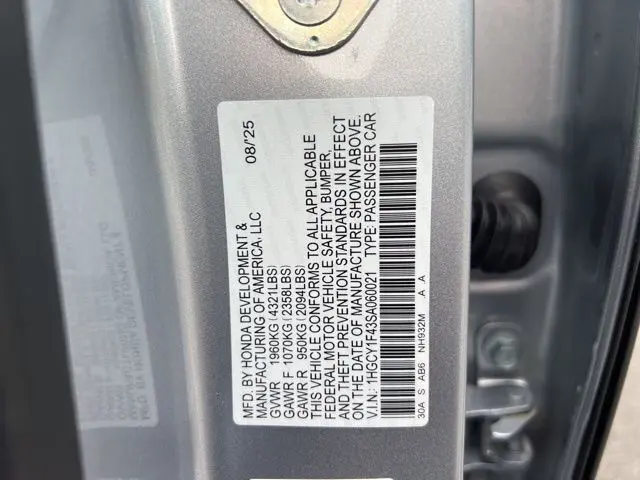 MFD. BY HONDA DEVELOPMENT & 08/'25
MANUFACTURING OF AMERICA, LLC
GVWR 1960KG (4321LBS)
GAWR F 1070KG (2358LBS)
GAWR R 950KG (2094LBS)
THIS VEHICLE CONFORMS TO ALL APPLICABLE
FEDERAL MOTOR VEHICLE SAFETY, BUMPER,
AND THEFT PREVENTION STANDARDS IN EFFECT
ON THE DATE OF MANUFACTURE SHOWN ABOVE.
V.I.N.: 1HGCY1F43SA060021 TYPE: PASSENGER CAR
30A S AB6 NH932M .A .A